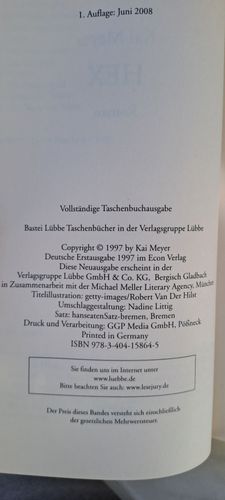 1. Auflage: Juni 2008
Vollständige Taschenbuchausgabe
Bastei Lübbe Taschenbücher in der Verlagsgruppe Lübbe
Copyright © 1997 by Kai Meyer
Deutsche Erstausgabe 1997 im Econ Verlag
Diese Neuausgabe erscheint in der
Verlagsgruppe Lübbe GmbH & Co. KG, Bergisch Gladbach
in Zusammenarbeit mit der Michael Meller Literary Agency, München
Titelillustration: getty-images/Robert Van Der Hilst
Umschlaggestaltung: Nadine Littig
Satz: hanseatenSatz-bremen, Bremen
Druck und Verarbeitung: GGP Media GmbH, Pößneck
Printed in Germany
ISBN 978-3-404-15864-5
Sie finden uns im Internet unter
www.luebbe.de
Bitte beachten Sie auch: www.lesejury.de
Der Preis dieses Bandes versteht sich einschließlich
der gesetzlichen Mehrwertsteuer.